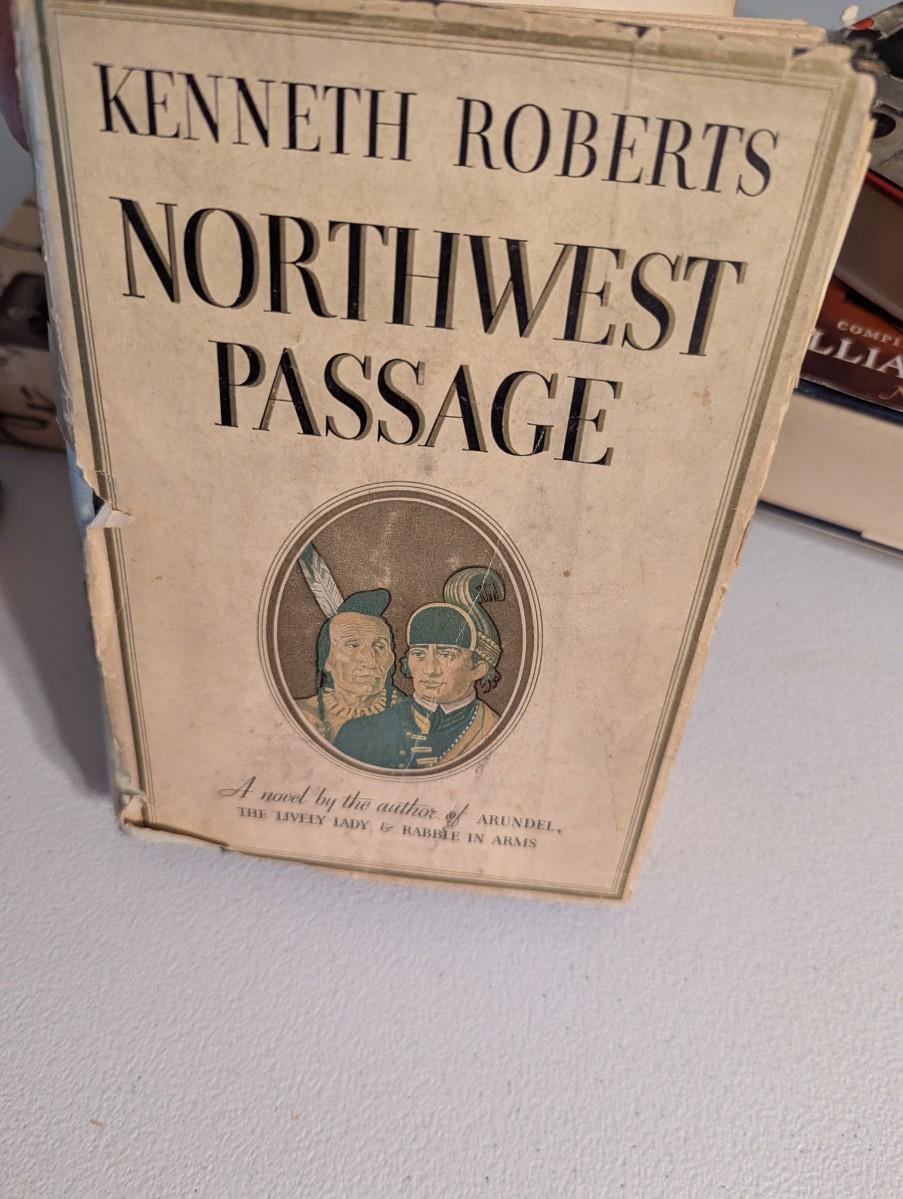 KENNETH ROBERTS
NORTHWEST
PASSAGE
A novel by the author of ARUNDEL,
THE LIVELY LADY & RABBLE IN ARMS